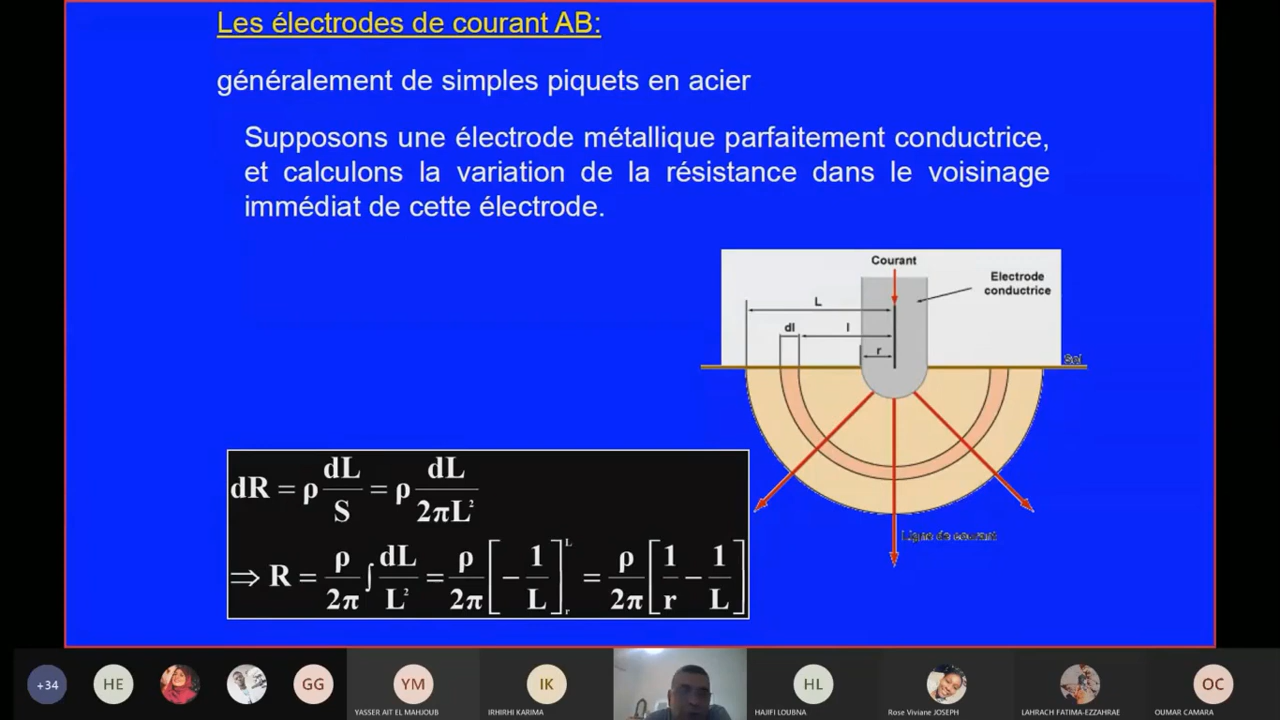 Les électrodes de courant AB:
généralement de simples piquets en acier
Supposons une électrode métallique parfaitement conductrice,
et calculons la variation de la résistance dans le voisinage
immédiat de cette électrode.
Courant
Electrode
conductrice
L
dl
l
r
Sol
Ligne de courant
dR = ρ dL/S = ρ dL/2πL²
⇒ R = ρ/2π ∫ dL/L² = ρ/2π [− 1/L]ᵣᴸ = ρ/2π [1/r − 1/L]
+34
HE
GG
YM
IK
HL
OC
YASSER AIT EL MAHJOUB
IRHIRHI KARIMA
HAJIFI LOUBNA
Rose Viviane JOSEPH
LAHRACH FATIMA-EZZAHRAE
OUMAR CAMARA